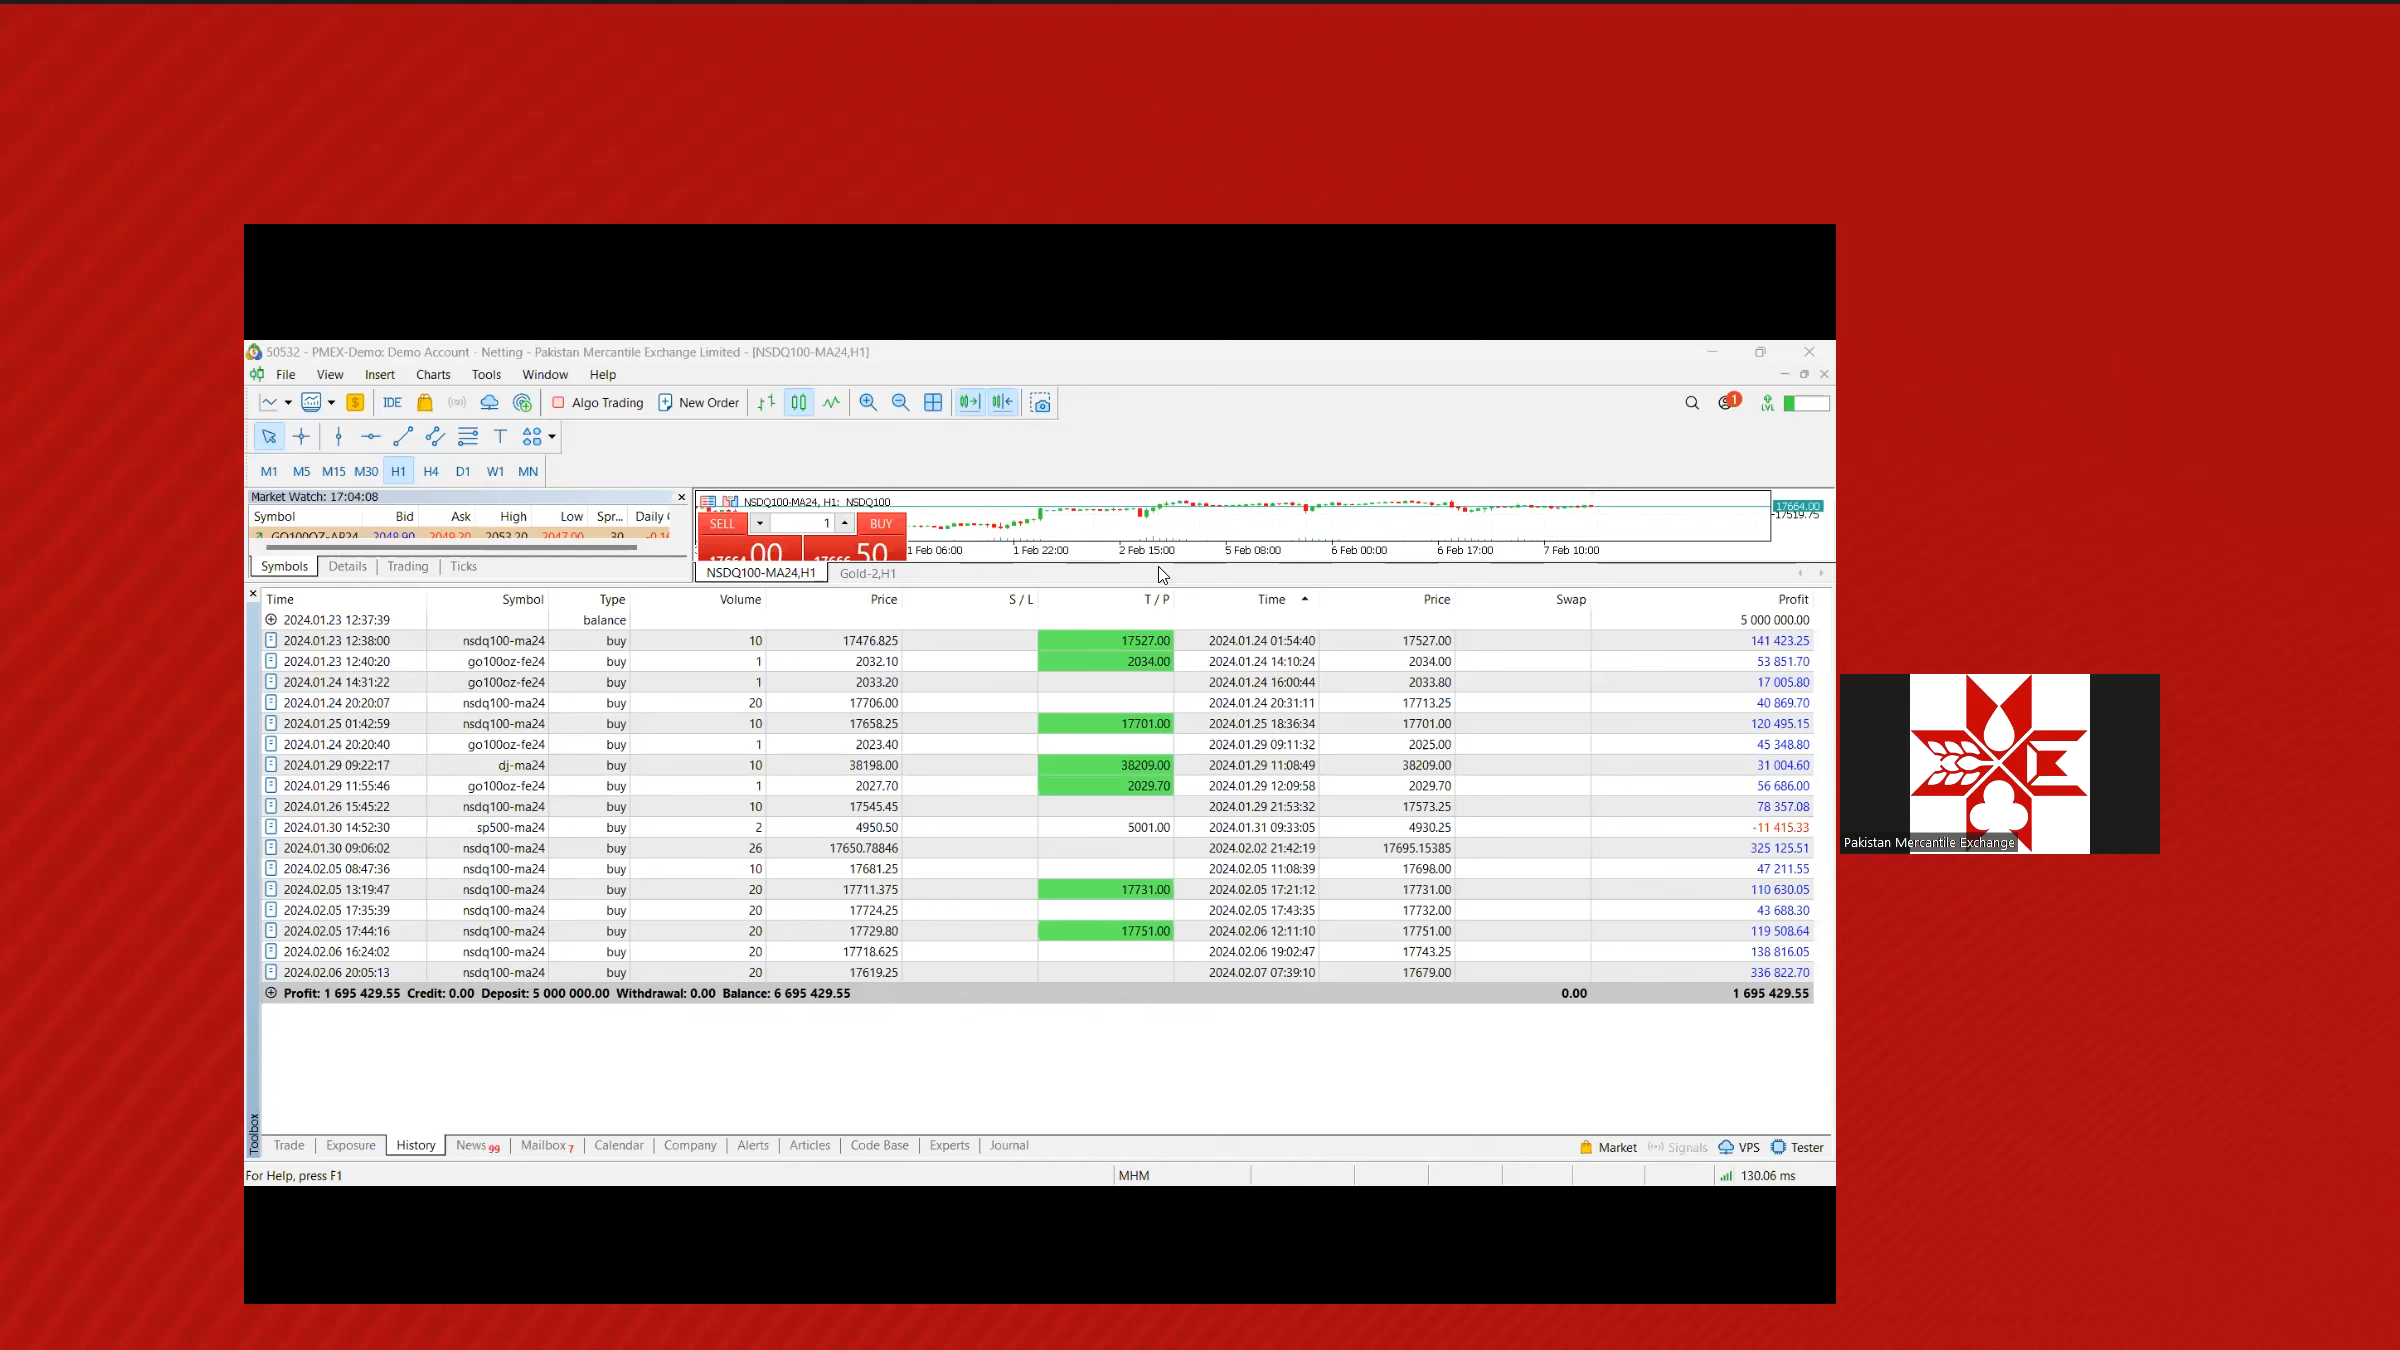 50532 - PMEX-Demo: Demo Account - Netting - Pakistan Mercantile Exchange Limited - [NSDQ100-MA24,H1]
File View Insert Charts Tools Window Help
IDE Algo Trading New Order 1 LVL
M1 M5 M15 M30 H1 H4 D1 W1 MN
Market Watch: 17:04:08
Symbol Bid Ask High Low Spr... Daily
GO100OZ-AP24 2048.90 2049.20 2053.20 2047.00 30
Symbols Details Trading Ticks
NSDQ100-MA24, H1: NSDQ100
SELL 1 BUY
17664 00 17666 50
17664.00
17519.75
1 Feb 06:00 1 Feb 22:00 2 Feb 15:00 5 Feb 08:00 6 Feb 00:00 6 Feb 17:00 7 Feb 10:00
NSDQ100-MA24,H1 Gold-2,H1
Time Symbol Type Volume Price S / L T / P Time Price Swap Profit
2024.01.23 12:37:39 balance 5 000 000.00
2024.01.23 12:38:00 nsdq100-ma24 buy 10 17476.825 17527.00 2024.01.24 01:54:40 17527.00 141 423.25
2024.01.23 12:40:20 go100oz-fe24 buy 1 2032.10 2034.00 2024.01.24 14:10:24 2034.00 53 851.70
2024.01.24 14:31:22 go100oz-fe24 buy 1 2033.20 2024.01.24 16:00:44 2033.80 17 005.80
2024.01.24 20:20:07 nsdq100-ma24 buy 20 17706.00 2024.01.24 20:31:11 17713.25 40 869.70
2024.01.25 01:42:59 nsdq100-ma24 buy 10 17658.25 17701.00 2024.01.25 18:36:34 17701.00 120 495.15
2024.01.24 20:20:40 go100oz-fe24 buy 1 2023.40 2024.01.29 09:11:32 2025.00 45 348.80
2024.01.29 09:22:17 dj-ma24 buy 10 38198.00 38209.00 2024.01.29 11:08:49 38209.00 31 004.60
2024.01.29 11:55:46 go100oz-fe24 buy 1 2027.70 2029.70 2024.01.29 12:09:58 2029.70 56 686.00
2024.01.26 15:45:22 nsdq100-ma24 buy 10 17545.45 2024.01.29 21:53:32 17573.25 78 357.08
2024.01.30 14:52:30 sp500-ma24 buy 2 4950.50 5001.00 2024.01.31 09:33:05 4930.25 -11 415.33
2024.01.30 09:06:02 nsdq100-ma24 buy 26 17650.78846 2024.02.02 21:42:19 17695.15385 325 125.51
2024.02.05 08:47:36 nsdq100-ma24 buy 10 17681.25 2024.02.05 11:08:39 17698.00 47 211.55
2024.02.05 13:19:47 nsdq100-ma24 buy 20 17711.375 17731.00 2024.02.05 17:21:12 17731.00 110 630.05
2024.02.05 17:35:39 nsdq100-ma24 buy 20 17724.25 2024.02.05 17:43:35 17732.00 43 688.30
2024.02.05 17:44:16 nsdq100-ma24 buy 20 17729.80 17751.00 2024.02.06 12:11:10 17751.00 119 508.64
2024.02.06 16:24:02 nsdq100-ma24 buy 20 17718.625 2024.02.06 19:02:47 17743.25 138 816.05
2024.02.06 20:05:13 nsdq100-ma24 buy 20 17619.25 2024.02.07 07:39:10 17679.00 336 822.70
Profit: 1 695 429.55 Credit: 0.00 Deposit: 5 000 000.00 Withdrawal: 0.00 Balance: 6 695 429.55 0.00 1 695 429.55
Toolbox
Trade Exposure History News 99 Mailbox 7 Calendar Company Alerts Articles Code Base Experts Journal Market Signals VPS Tester
For Help, press F1 MHM 130.06 ms
Pakistan Mercantile Exchange